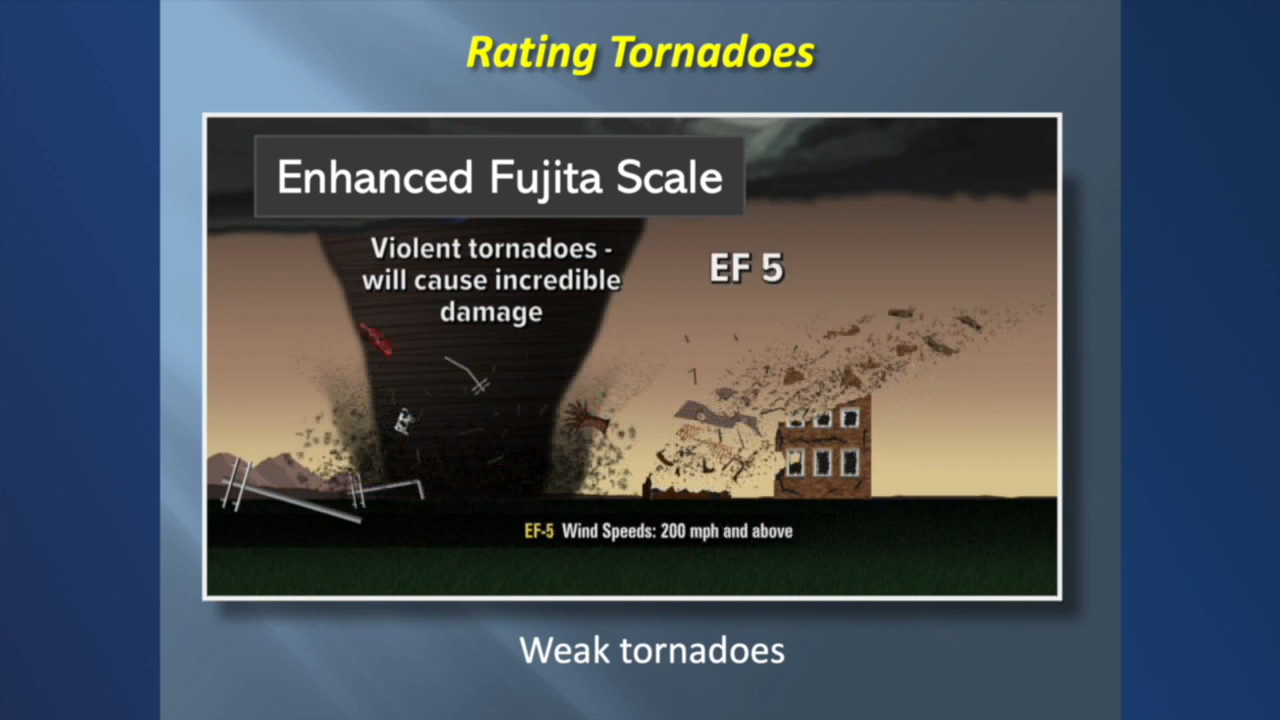 Rating Tornadoes
Enhanced Fujita Scale
Violent tornadoes -
will cause incredible
damage
EF 5
EF-5 Wind Speeds: 200 mph and above
Weak tornadoes